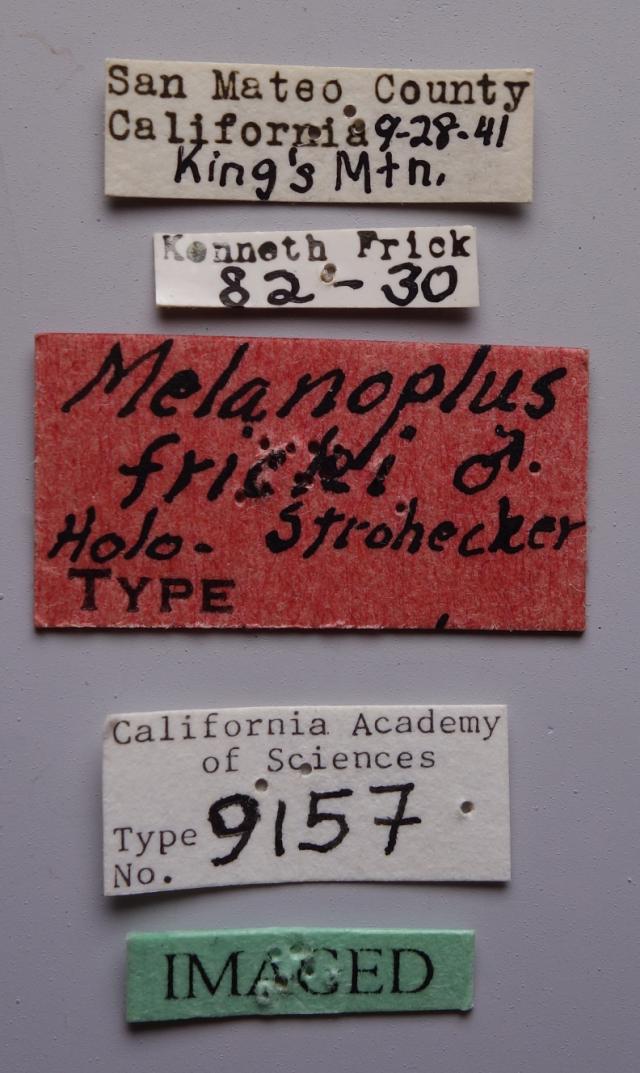 San Mateo County
California 9-28-41
King's Mtn.
Kenneth Frick
82-30
Melanoplus
fricki ♂.
Holo- Strohecker
TYPE
California Academy
of Sciences
Type 9157
No.
IMAGED